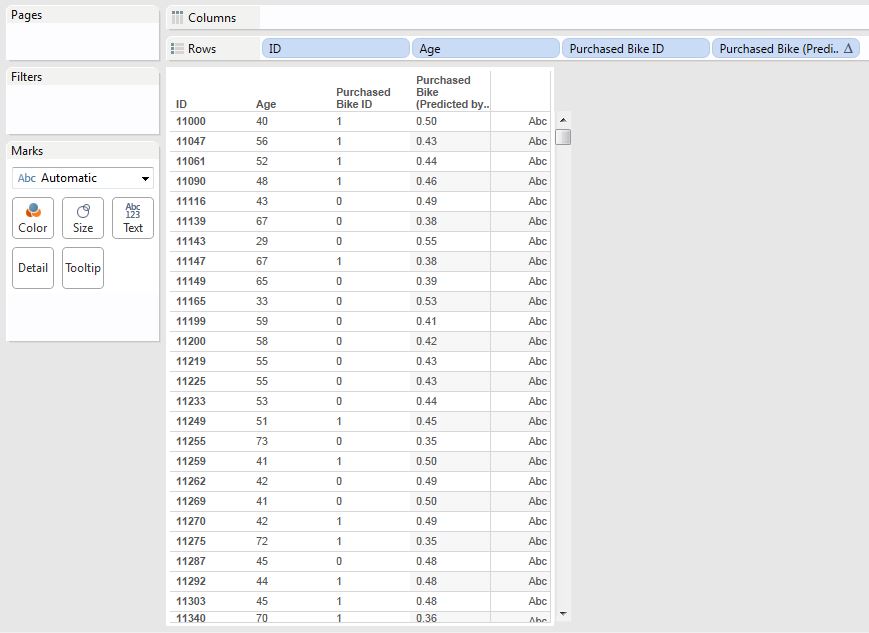 Pages
Columns
Rows ID Age Purchased Bike ID Purchased Bike (Predi.. Δ
Filters
Marks
Abc Automatic
Color Size Abc 123 Text
Detail Tooltip
ID Age Purchased Bike ID Purchased Bike (Predicted by..
11000 40 1 0.50 Abc
11047 56 1 0.43 Abc
11061 52 1 0.44 Abc
11090 48 1 0.46 Abc
11116 43 0 0.49 Abc
11139 67 0 0.38 Abc
11143 29 0 0.55 Abc
11147 67 1 0.38 Abc
11149 65 0 0.39 Abc
11165 33 0 0.53 Abc
11199 59 0 0.41 Abc
11200 58 0 0.42 Abc
11219 55 0 0.43 Abc
11225 55 0 0.43 Abc
11233 53 0 0.44 Abc
11249 51 1 0.45 Abc
11255 73 0 0.35 Abc
11259 41 1 0.50 Abc
11262 42 0 0.49 Abc
11269 41 0 0.50 Abc
11270 42 1 0.49 Abc
11275 72 1 0.35 Abc
11287 45 0 0.48 Abc
11292 44 1 0.48 Abc
11303 45 1 0.48 Abc
11340 70 1 0.36 Abc